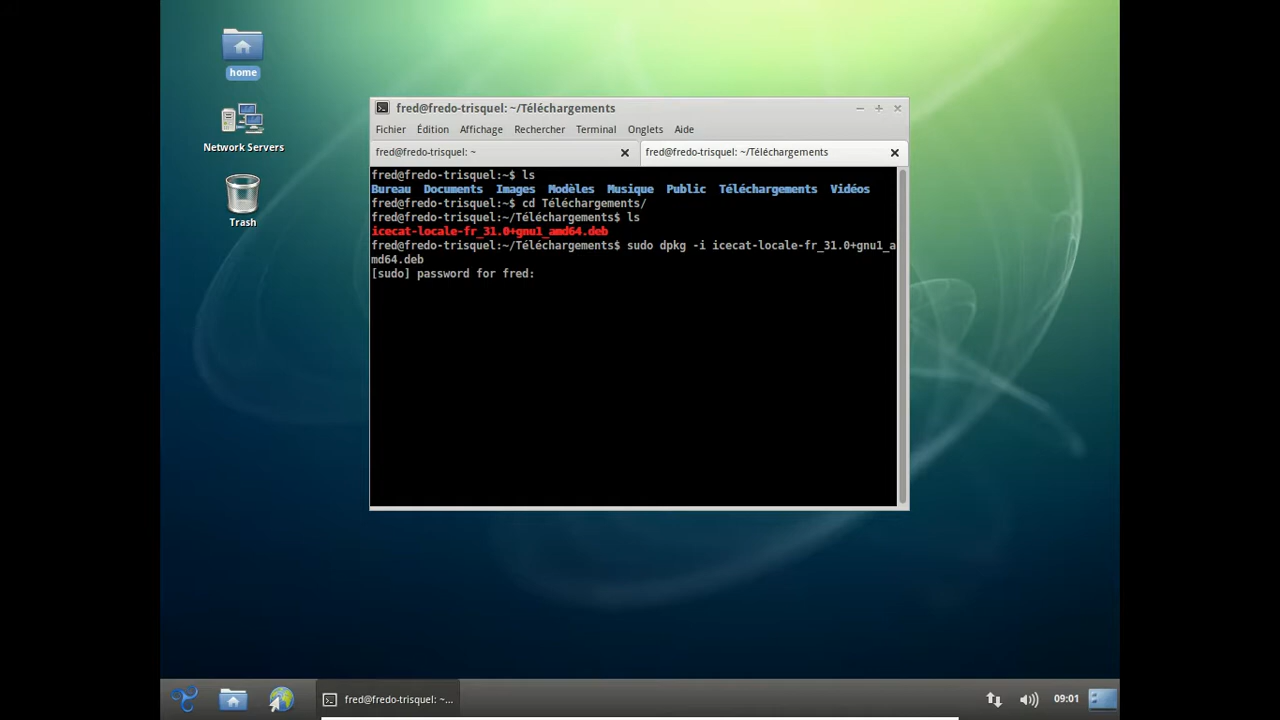 home
Network Servers
Trash
fred@fredo-trisquel: ~/Téléchargements
Fichier Édition Affichage Rechercher Terminal Onglets Aide
fred@fredo-trisquel: ~ fred@fredo-trisquel: ~/Téléchargements
fred@fredo-trisquel:~$ ls
Bureau Documents Images Modèles Musique Public Téléchargements Vidéos
fred@fredo-trisquel:~$ cd Téléchargements/
fred@fredo-trisquel:~/Téléchargements$ ls
icecat-locale-fr_31.0+gnu1_amd64.deb
fred@fredo-trisquel:~/Téléchargements$ sudo dpkg -i icecat-locale-fr_31.0+gnu1_a
md64.deb
[sudo] password for fred:
fred@fredo-trisquel: ~...
09:01